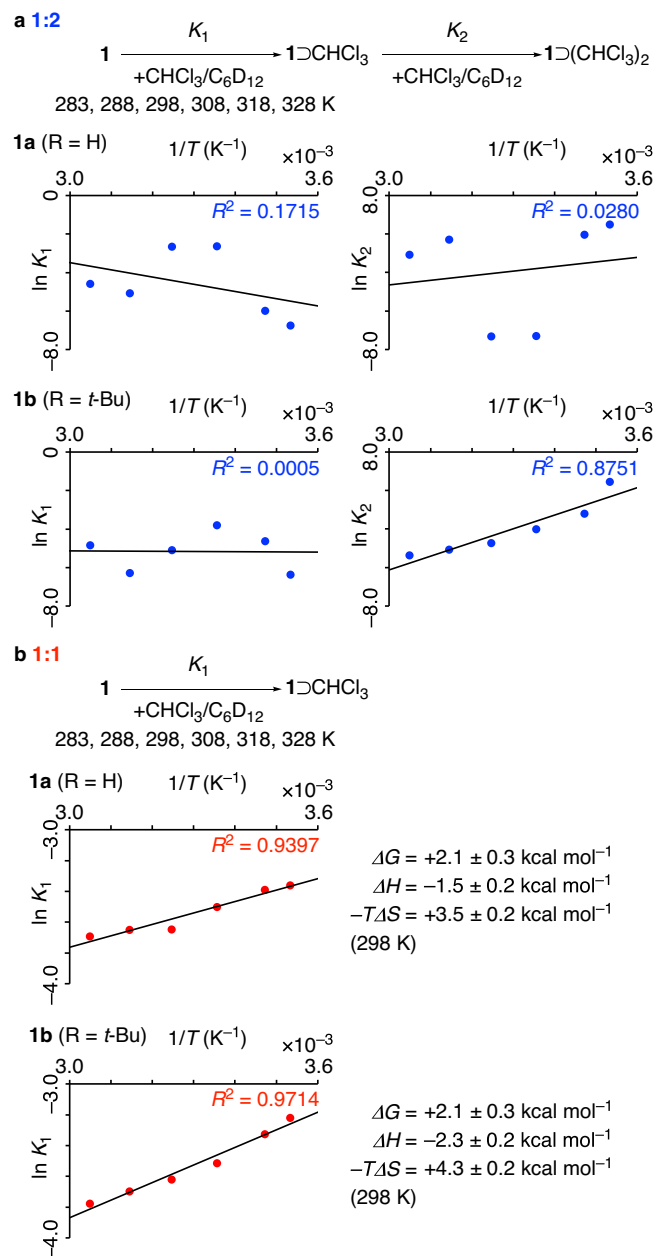 a 1:2
1 K1 1⊃CHCl3 K2 1⊃(CHCl3)2
+CHCl3/C6D12 +CHCl3/C6D12
283, 288, 298, 308, 318, 328 K
1a (R = H) 1/T (K−1) 1/T (K−1)
×10−3 ×10−3
3.0 3.6 3.0 3.6
0 R2 = 0.1715 8.0 R2 = 0.0280
ln K1 ln K2
−8.0 −8.0
1b (R = t-Bu) 1/T (K−1) 1/T (K−1)
×10−3 ×10−3
3.0 3.6 3.0 3.6
0 R2 = 0.0005 8.0 R2 = 0.8751
ln K1 ln K2
−8.0 −8.0
b 1:1
1 K1 1⊃CHCl3
+CHCl3/C6D12
283, 288, 298, 308, 318, 328 K
1a (R = H) 1/T (K−1)
×10−3
3.0 3.6
-3.0 R2 = 0.9397
ln K1
−4.0
ΔG = +2.1 ± 0.3 kcal mol−1
ΔH = −1.5 ± 0.2 kcal mol−1
−TΔS = +3.5 ± 0.2 kcal mol−1
(298 K)
1b (R = t-Bu) 1/T (K−1)
×10−3
3.0 3.6
-3.0 R2 = 0.9714
ln K1
−4.0
ΔG = +2.1 ± 0.3 kcal mol−1
ΔH = −2.3 ± 0.2 kcal mol−1
−TΔS = +4.3 ± 0.2 kcal mol−1
(298 K)